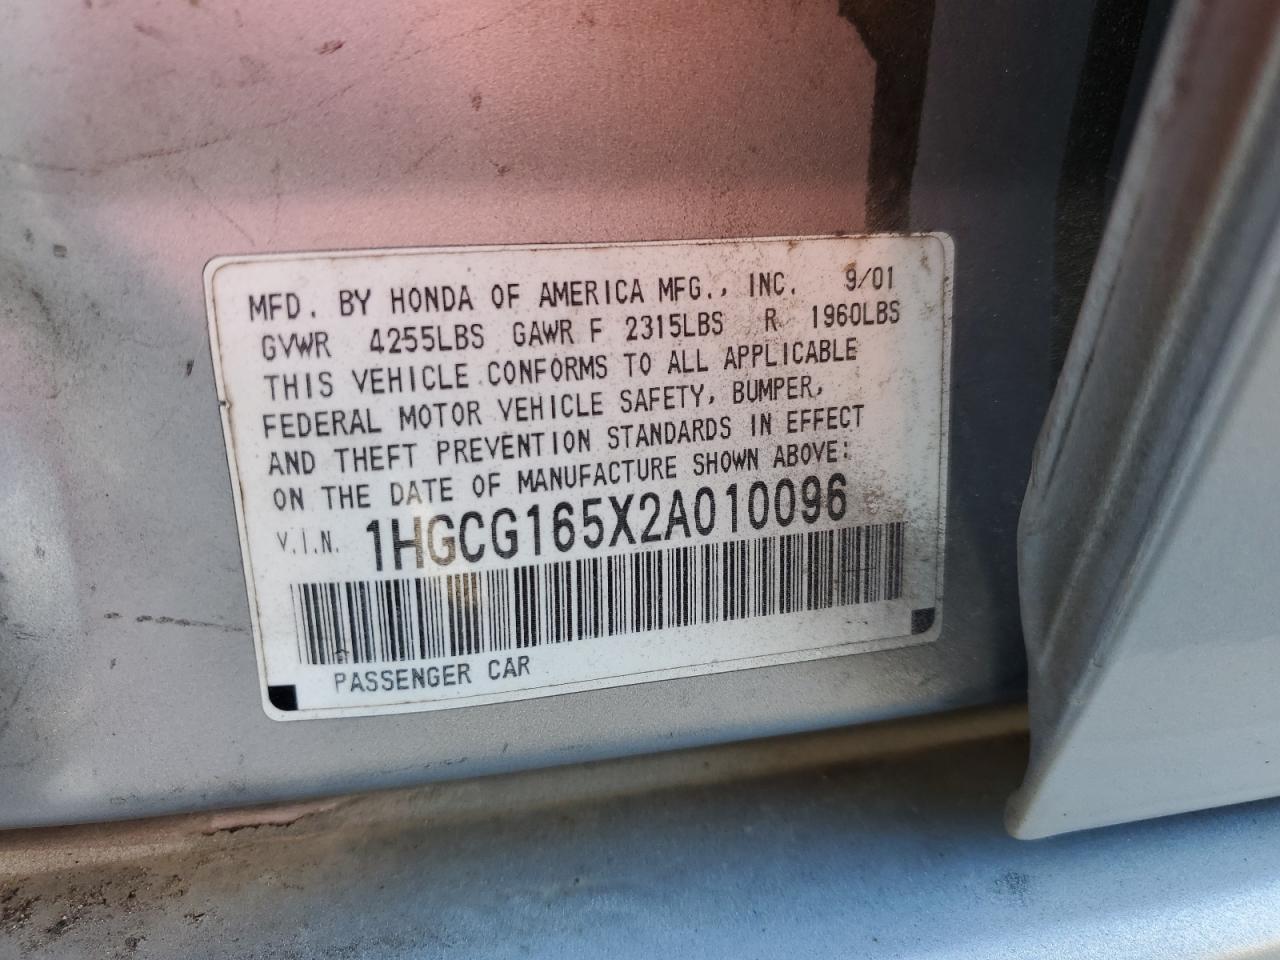 MFD. BY HONDA OF AMERICA MFG., INC. 9/01
GVWR 4255LBS GAWR F 2315LBS R 1960LBS
THIS VEHICLE CONFORMS TO ALL APPLICABLE
FEDERAL MOTOR VEHICLE SAFETY, BUMPER,
AND THEFT PREVENTION STANDARDS IN EFFECT
ON THE DATE OF MANUFACTURE SHOWN ABOVE:
V.I.N. 1HGCG165X2A010096
PASSENGER CAR